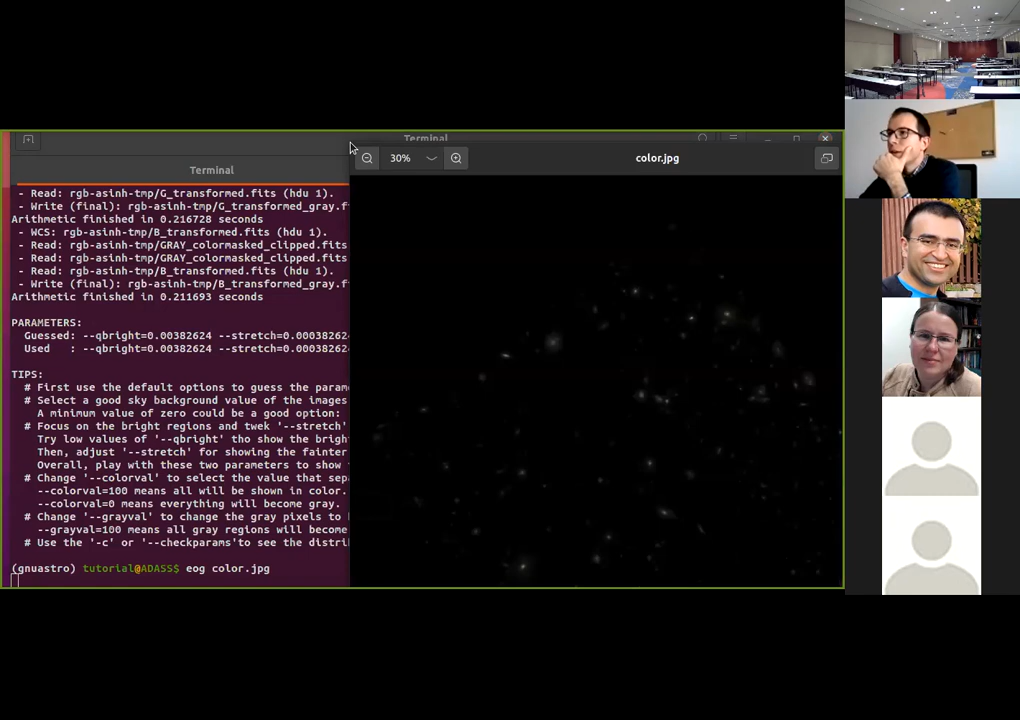 Terminal
Terminal
- Read: rgb-asinh-tmp/G_transformed.fits (hdu 1).
- Write (final): rgb-asinh-tmp/G_transformed_gray.f
Arithmetic finished in 0.216728 seconds
- WCS: rgb-asinh-tmp/G_transformed.fits (hdu 1).
- Read: rgb-asinh-tmp/GRAY_colormasked_clipped.fits
- Read: rgb-asinh-tmp/GRAY_colormasked_clipped.fits
- Read: rgb-asinh-tmp/B_transformed.fits (hdu 1).
- Write (final): rgb-asinh-tmp/B_transformed_gray.f
Arithmetic finished in 0.211693 seconds
PARAMETERS:
Guessed: --qbright=0.00382624 --stretch=0.0003824
Used : --qbright=0.00382624 --stretch=0.0003824
TIPS:
# First use the default options to guess the param
# Select a good sky background value of the images
A minimum value of zero could be a good option:
# Focus on the bright regions and twek '--stretch'
Try low values of '--qbright' tho show the brigh
Then, adjust '--stretch' for showing the fainter
Overall, play with these two parameters to show
# Change '--colorval' to select the value that sep
--colorval=100 means all will be shown in color.
--colorval=0 means everything will become gray.
# Change '--grayval' to change the gray pixels to
--grayval=100 means all gray regions will become
# Use the '-c' or '--checkparams'to see the distri
(gnuastro) tutorial@ADASS$ eog color.jpg
30%
color.jpg